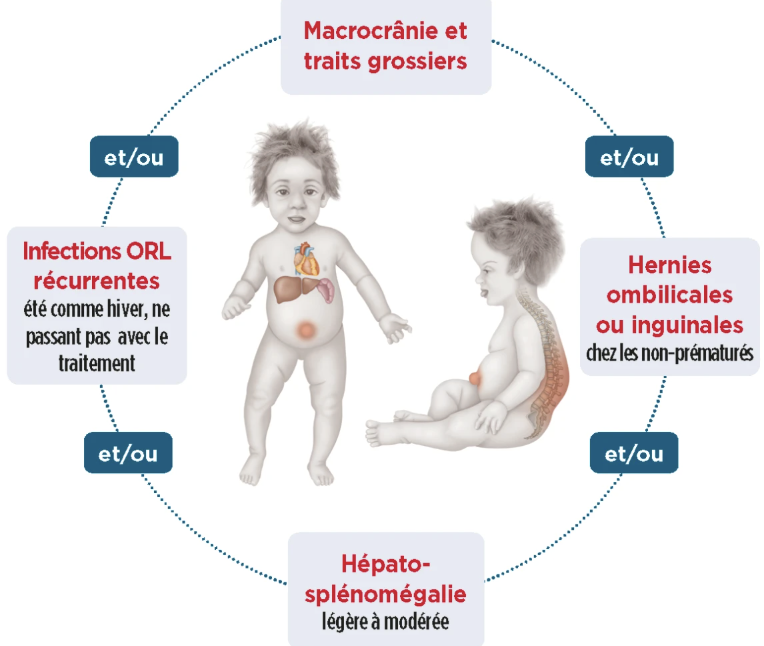 Macrocrânie et
traits grossiers
et/ou
et/ou
Infections ORL
récurrentes
été comme hiver, ne
passant pas avec le
traitement
Hernies
ombilicales
ou inguinales
chez les non-prématurés
et/ou
et/ou
Hépato-
splénomégalie
légère à modérée